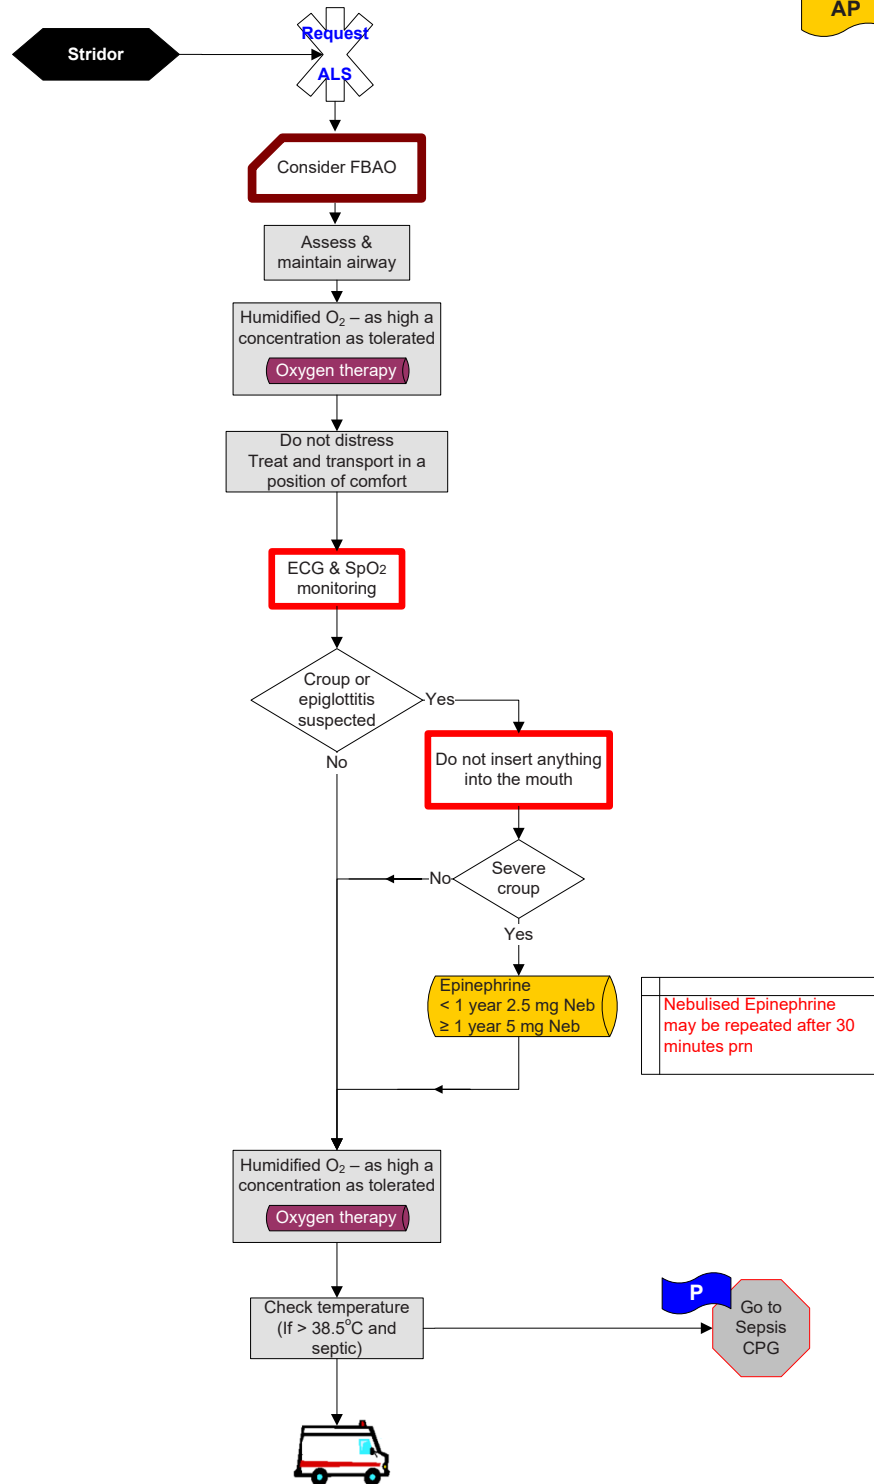 AP
Stridor
Request
ALS
Consider FBAO
Assess &
maintain airway
Humidified O₂ – as high a
concentration as tolerated
Oxygen therapy
Do not distress
Treat and transport in a
position of comfort
ECG & SpO2
monitoring
Croup or
epiglottitis
suspected
Yes
No
Do not insert anything
into the mouth
Severe
croup
No
Yes
Epinephrine
< 1 year 2.5 mg Neb
≥ 1 year 5 mg Neb
Nebulised Epinephrine
may be repeated after 30
minutes prn
Humidified O₂ – as high a
concentration as tolerated
Oxygen therapy
Check temperature
(If > 38.5°C and
septic)
P
Go to
Sepsis
CPG